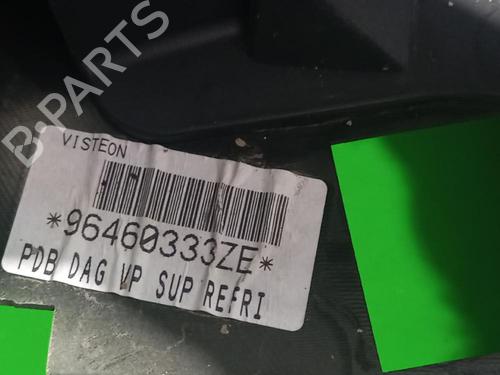 B-PARTS
VISTEON
*96460333ZE*
PDB DAG VP SUP REFRI